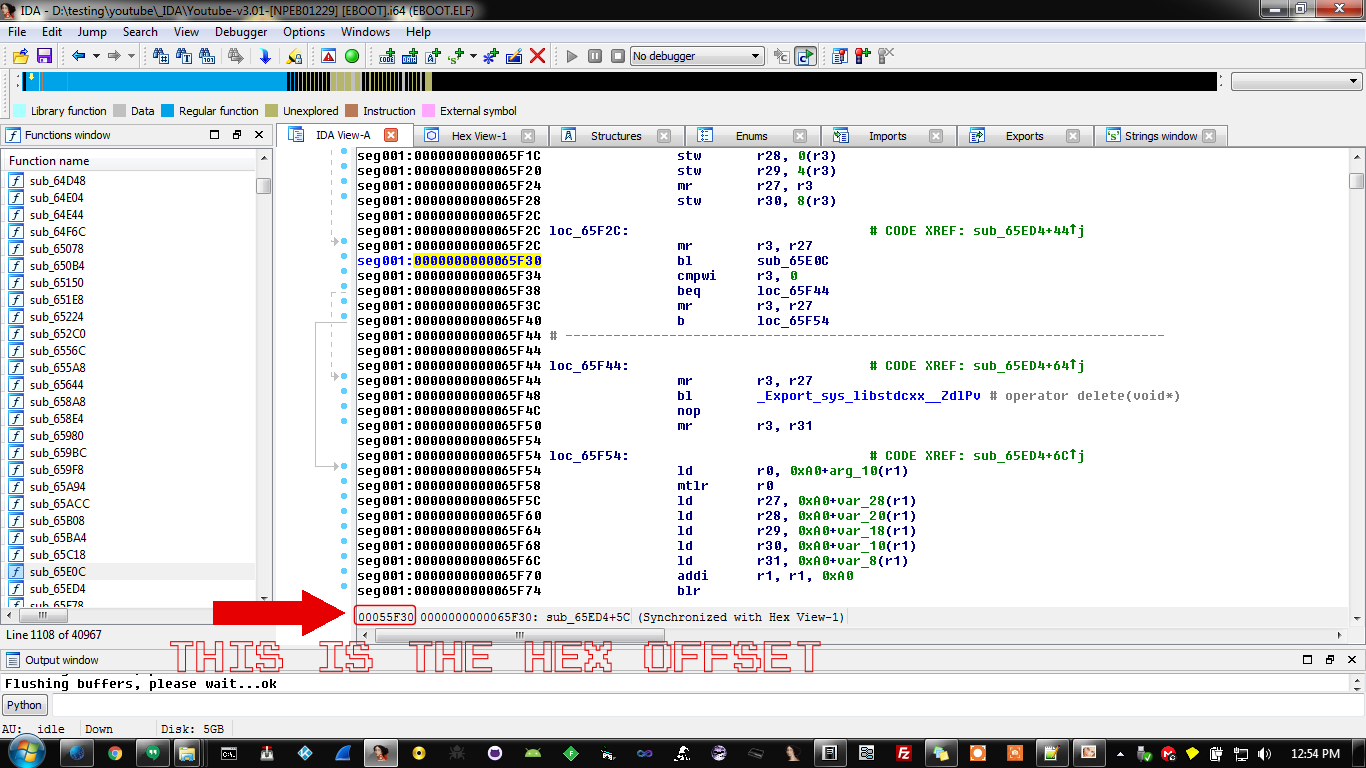 IDA - D:\testing\youtube\_IDA\Youtube-v3.01-[NPEB01229] [EBOOT].i64 (EBOOT.ELF)
File Edit Jump Search View Debugger Options Windows Help
No debugger
Library function Data Regular function Unexplored Instruction External symbol
Functions window
IDA View-A Hex View-1 Structures Enums Imports Exports Strings window
Function name
sub_64D48
sub_64E04
sub_64E44
sub_64F6C
sub_65078
sub_650B4
sub_65150
sub_651E8
sub_65224
sub_652C0
sub_6556C
sub_655A8
sub_65644
sub_658A8
sub_658E4
sub_65980
sub_659BC
sub_659F8
sub_65A94
sub_65ACC
sub_65B08
sub_65BA4
sub_65C18
sub_65E0C
sub_65ED4
sub_65F78
Line 1108 of 40967
seg001:0000000000065F1C stw r28, 0(r3)
seg001:0000000000065F20 stw r29, 4(r3)
seg001:0000000000065F24 mr r27, r3
seg001:0000000000065F28 stw r30, 8(r3)
seg001:0000000000065F2C
seg001:0000000000065F2C loc_65F2C: # CODE XREF: sub_65ED4+44↑j
seg001:0000000000065F2C mr r3, r27
seg001:0000000000065F30 bl sub_65E0C
seg001:0000000000065F34 cmpwi r3, 0
seg001:0000000000065F38 beq loc_65F44
seg001:0000000000065F3C mr r3, r27
seg001:0000000000065F40 b loc_65F54
seg001:0000000000065F44 # ---------------------------------------------------------------------------
seg001:0000000000065F44
seg001:0000000000065F44 loc_65F44: # CODE XREF: sub_65ED4+64↑j
seg001:0000000000065F44 mr r3, r27
seg001:0000000000065F48 bl _Export_sys_libstdcxx__ZdlPv # operator delete(void*)
seg001:0000000000065F4C nop
seg001:0000000000065F50 mr r3, r31
seg001:0000000000065F54
seg001:0000000000065F54 loc_65F54: # CODE XREF: sub_65ED4+6C↑j
seg001:0000000000065F54 ld r0, 0xA0+arg_10(r1)
seg001:0000000000065F58 mtlr r0
seg001:0000000000065F5C ld r27, 0xA0+var_28(r1)
seg001:0000000000065F60 ld r28, 0xA0+var_20(r1)
seg001:0000000000065F64 ld r29, 0xA0+var_18(r1)
seg001:0000000000065F68 ld r30, 0xA0+var_10(r1)
seg001:0000000000065F6C ld r31, 0xA0+var_8(r1)
seg001:0000000000065F70 addi r1, r1, 0xA0
seg001:0000000000065F74 blr
00055F30 0000000000065F30: sub_65ED4+5C (Synchronized with Hex View-1)
THIS IS THE HEX OFFSET
Output window
Flushing buffers, please wait...ok
Python
AU: idle Down Disk: 5GB
12:54 PM